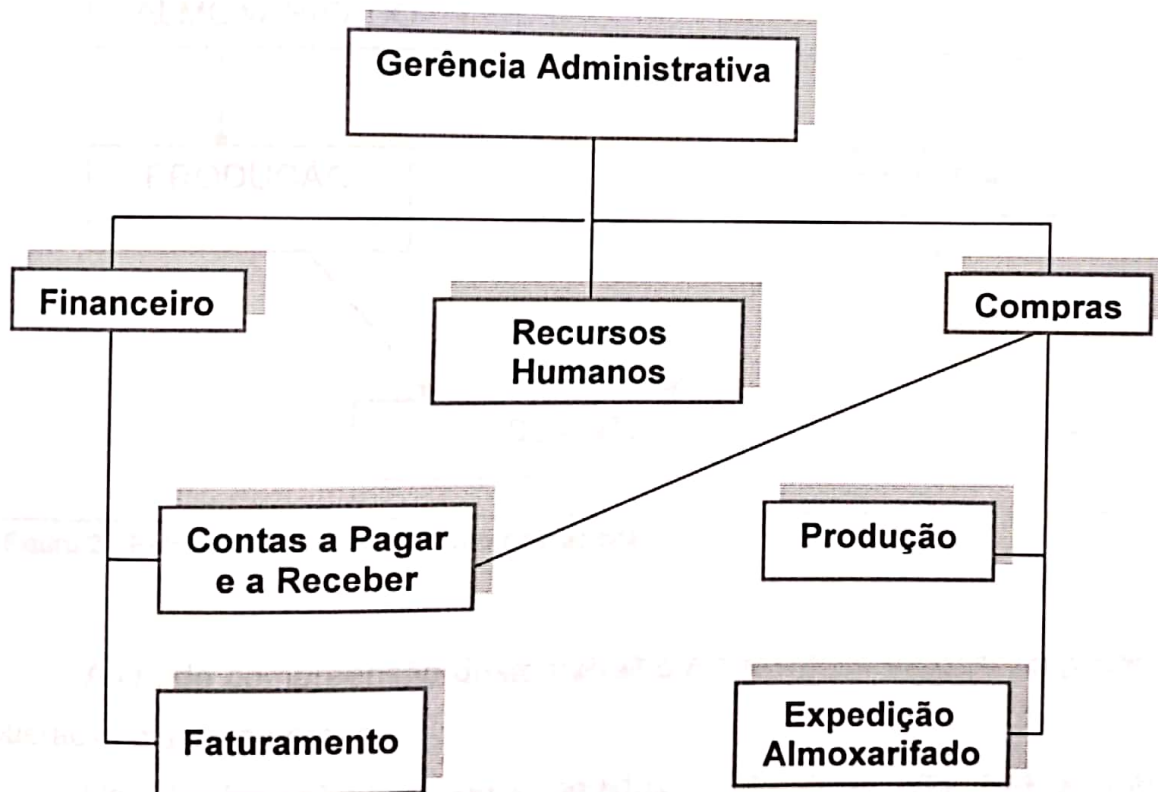 Gerência Administrativa
Financeiro
Recursos
Humanos
Compras
Contas a Pagar
e a Receber
Produção
Faturamento
Expedição
Almoxarifado